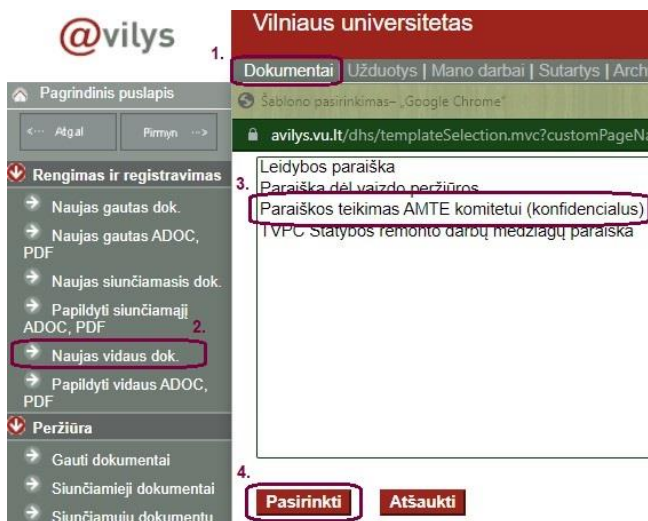 @vilys
Vilniaus universitetas
1.
Dokumentai | Užduotys | Mano darbai | Sutartys | Arch
Pagrindinis puslapis
<--- Atgal
Pirmyn --->
Rengimas ir registravimas
Naujas gautas dok.
Naujas gautas ADOC,
PDF
Naujas siunčiamasis dok.
Papildyti siunčiamąjį
ADOC, PDF
2.
Naujas vidaus dok.
Papildyti vidaus ADOC,
PDF
Peržiūra
Gauti dokumentai
Siunčiamieji dokumentai
Siunčiamųjų dokumentų
Šablono pasirinkimas– „Google Chrome“
avilys.vu.lt/dhs/templateSelection.mvc?customPageNa
Leidybos paraiška
3.
Paraiška dėl vaizdo peržiūros
Paraiškos teikimas AMTE komitetui (konfidencialus)
TVPC Statybos remonto darbų medžiagų paraiška
4.
Pasirinkti
Atšaukti